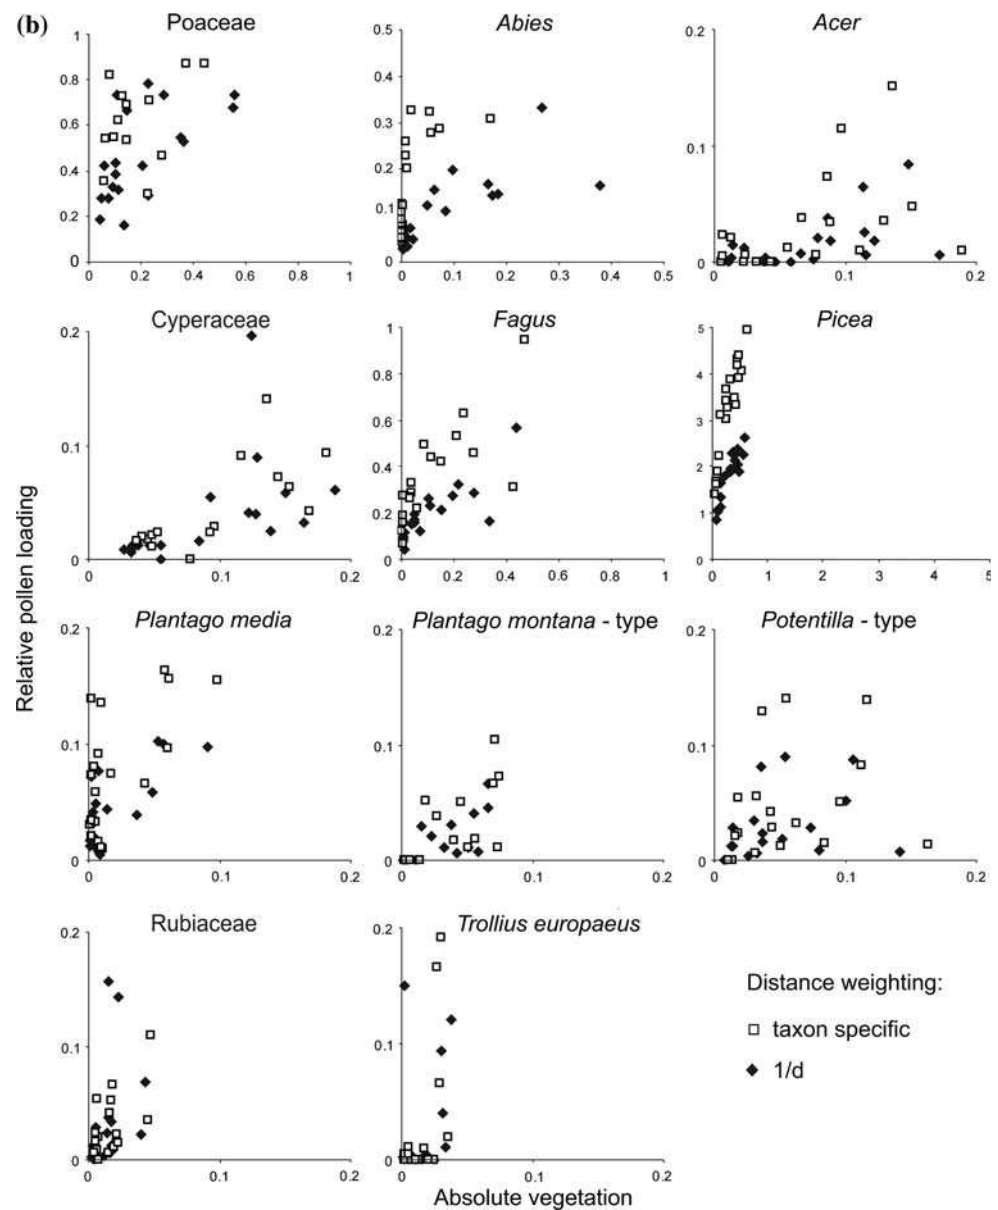 (b)
Poaceae
Abies
Acer
1
0.8
0.6
0.4
0.2
0
0 0.2 0.4 0.6 0.8 1
0.5
0.4
0.3
0.2
0.1
0
0 0.1 0.2 0.3 0.4 0.5
0.2
0.1
0
0 0.1 0.2
Cyperaceae
Fagus
Picea
0.2
0.1
0
0 0.1 0.2
1
0.8
0.6
0.4
0.2
0
0 0.2 0.4 0.6 0.8 1
5
4
3
2
1
0
0 1 2 3 4 5
Relative pollen loading
Plantago media
Plantago montana - type
Potentilla - type
0.2
0.1
0
0 0.1 0.2
0.2
0.1
0
0 0.1 0.2
0.2
0.1
0
0 0.1 0.2
Rubiaceae
Trollius europaeus
0.2
0.1
0
0 0.1 0.2
0.2
0.1
0
0 0.1 0.2
Distance weighting:
taxon specific
1/d
Absolute vegetation